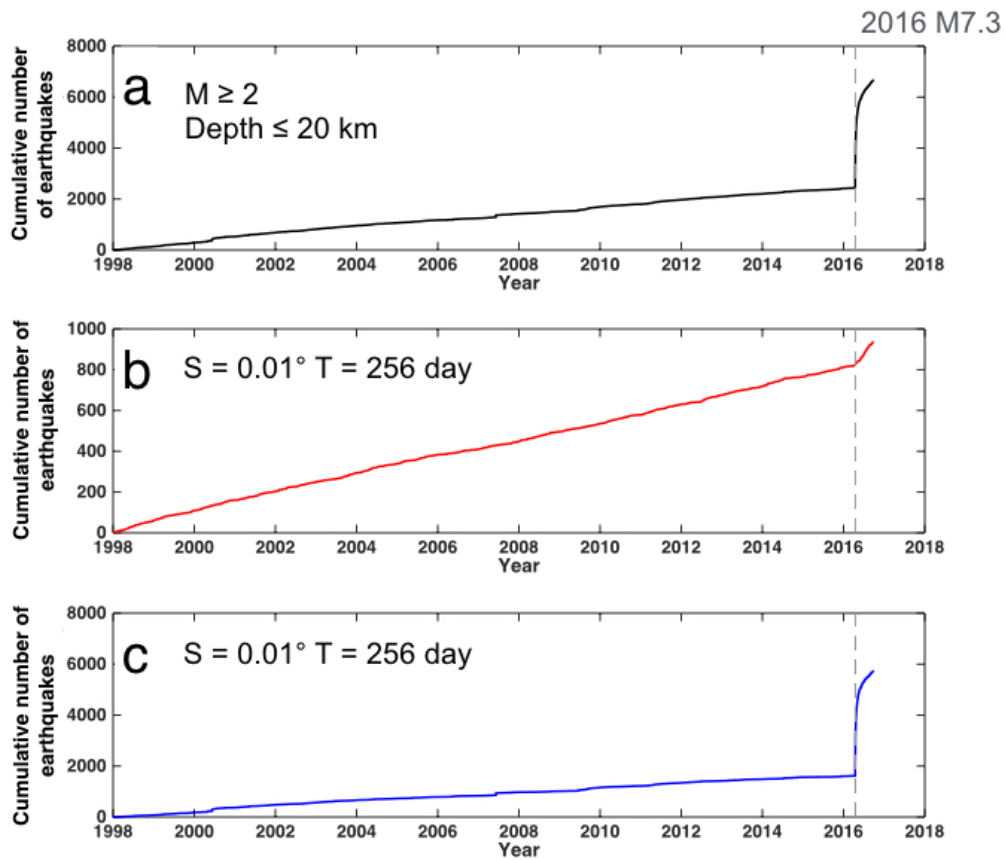 2016 M7.3
Cumulative number
of earthquakes
8000
6000
4000
2000
0
a
M ≥ 2
Depth ≤ 20 km
1998 2000 2002 2004 2006 2008 2010 2012 2014 2016 2018
Year
Cumulative number of
earthquakes
1000
800
600
400
200
0
b
S = 0.01° T = 256 day
1998 2000 2002 2004 2006 2008 2010 2012 2014 2016 2018
Year
Cumulative number of
earthquakes
8000
6000
4000
2000
0
c
S = 0.01° T = 256 day
1998 2000 2002 2004 2006 2008 2010 2012 2014 2016 2018
Year